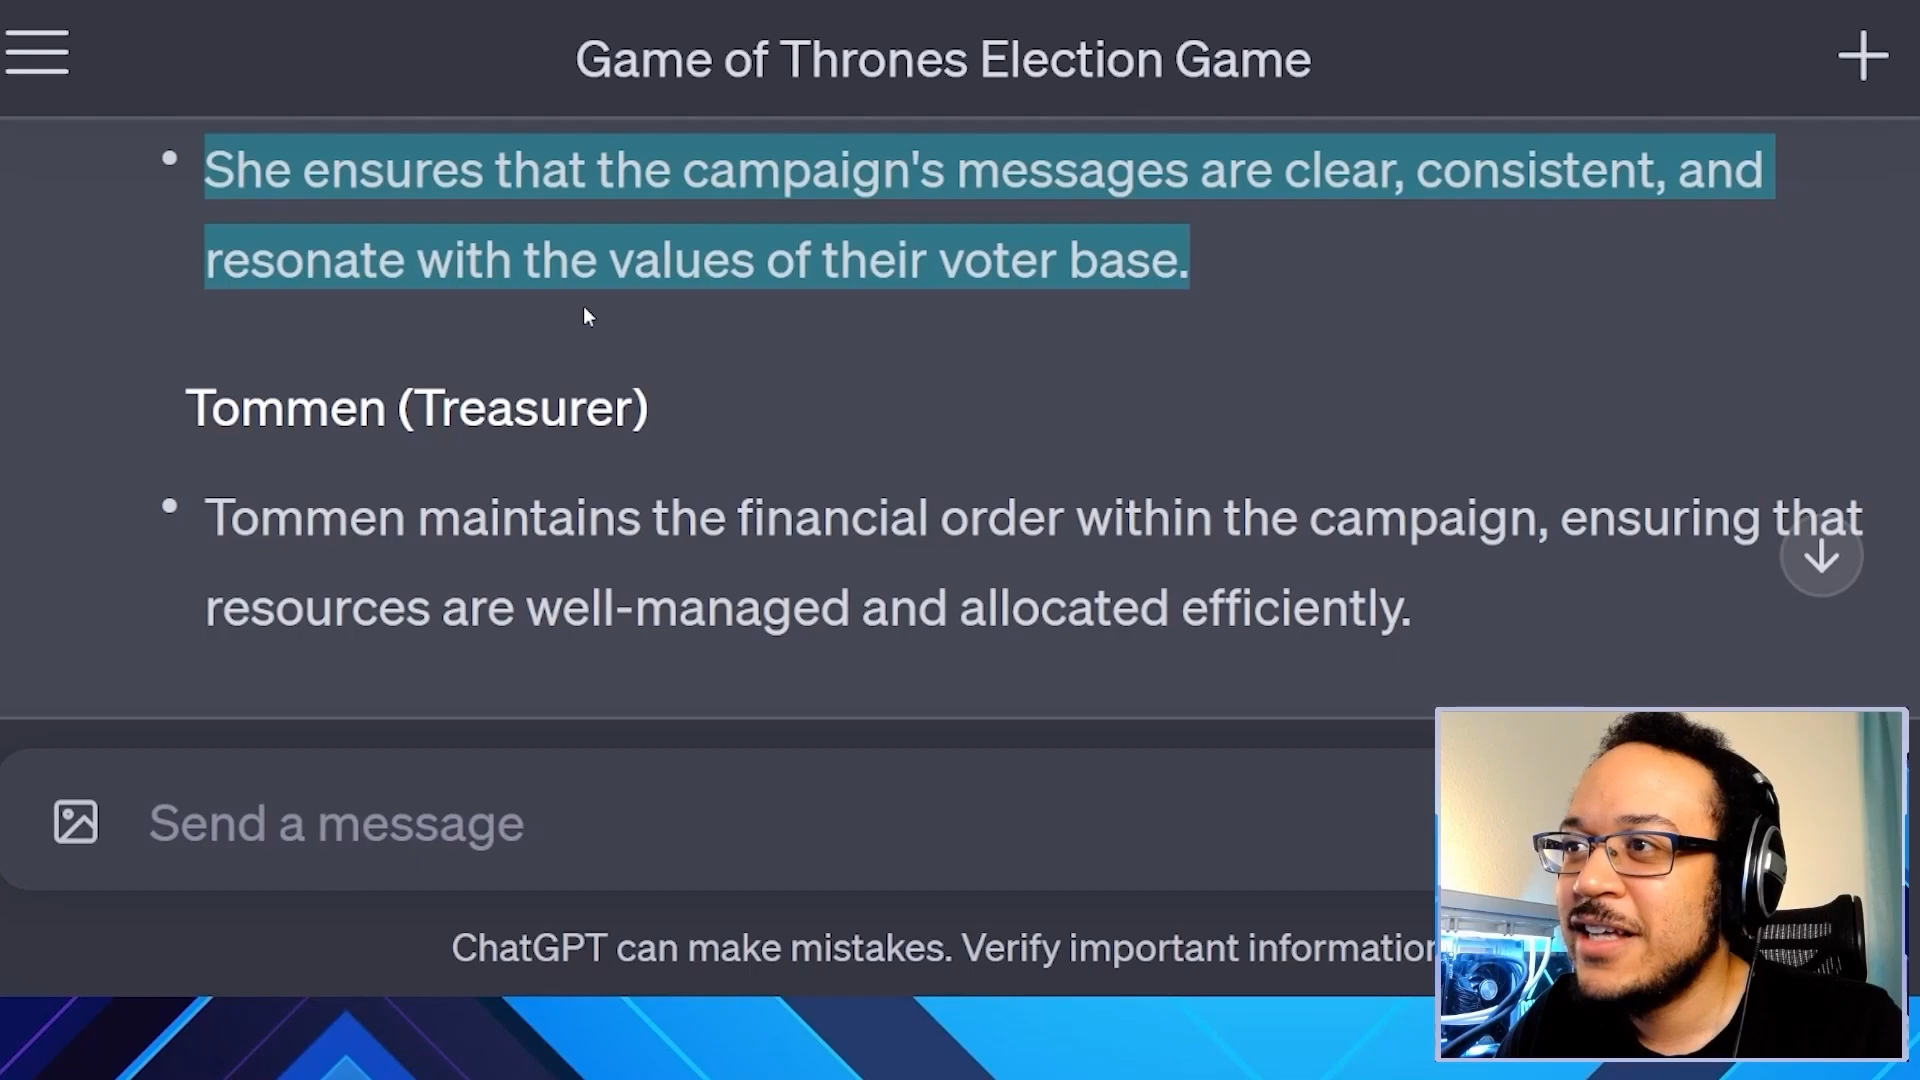 Game of Thrones Election Game
She ensures that the campaign's messages are clear, consistent, and
resonate with the values of their voter base.
Tommen (Treasurer)
Tommen maintains the financial order within the campaign, ensuring that
resources are well-managed and allocated efficiently.
Send a message
ChatGPT can make mistakes. Verify important information